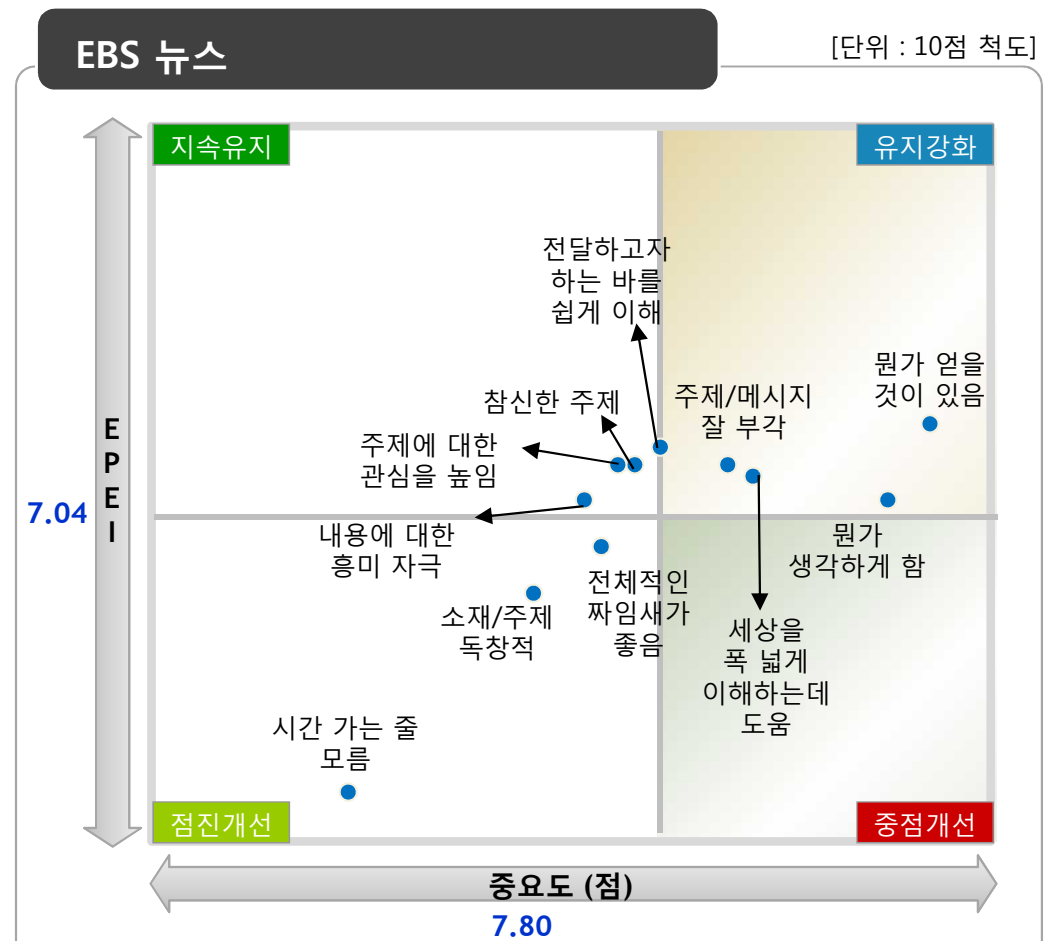 EBS 뉴스
[단위 : 10점 척도]
지속유지
유지강화
전달하고자
하는 바를
쉽게 이해
뭔가 얻을
것이 있음
참신한 주제
주제/메시지
잘 부각
주제에 대한
관심을 높임
E
P
E
I
7.04
내용에 대한
흥미 자극
뭔가
생각하게 함
전체적인
짜임새가
좋음
소재/주제
독창적
세상을
폭 넓게
이해하는데
도움
시간 가는 줄
모름
점진개선
중점개선
중요도 (점)
7.80